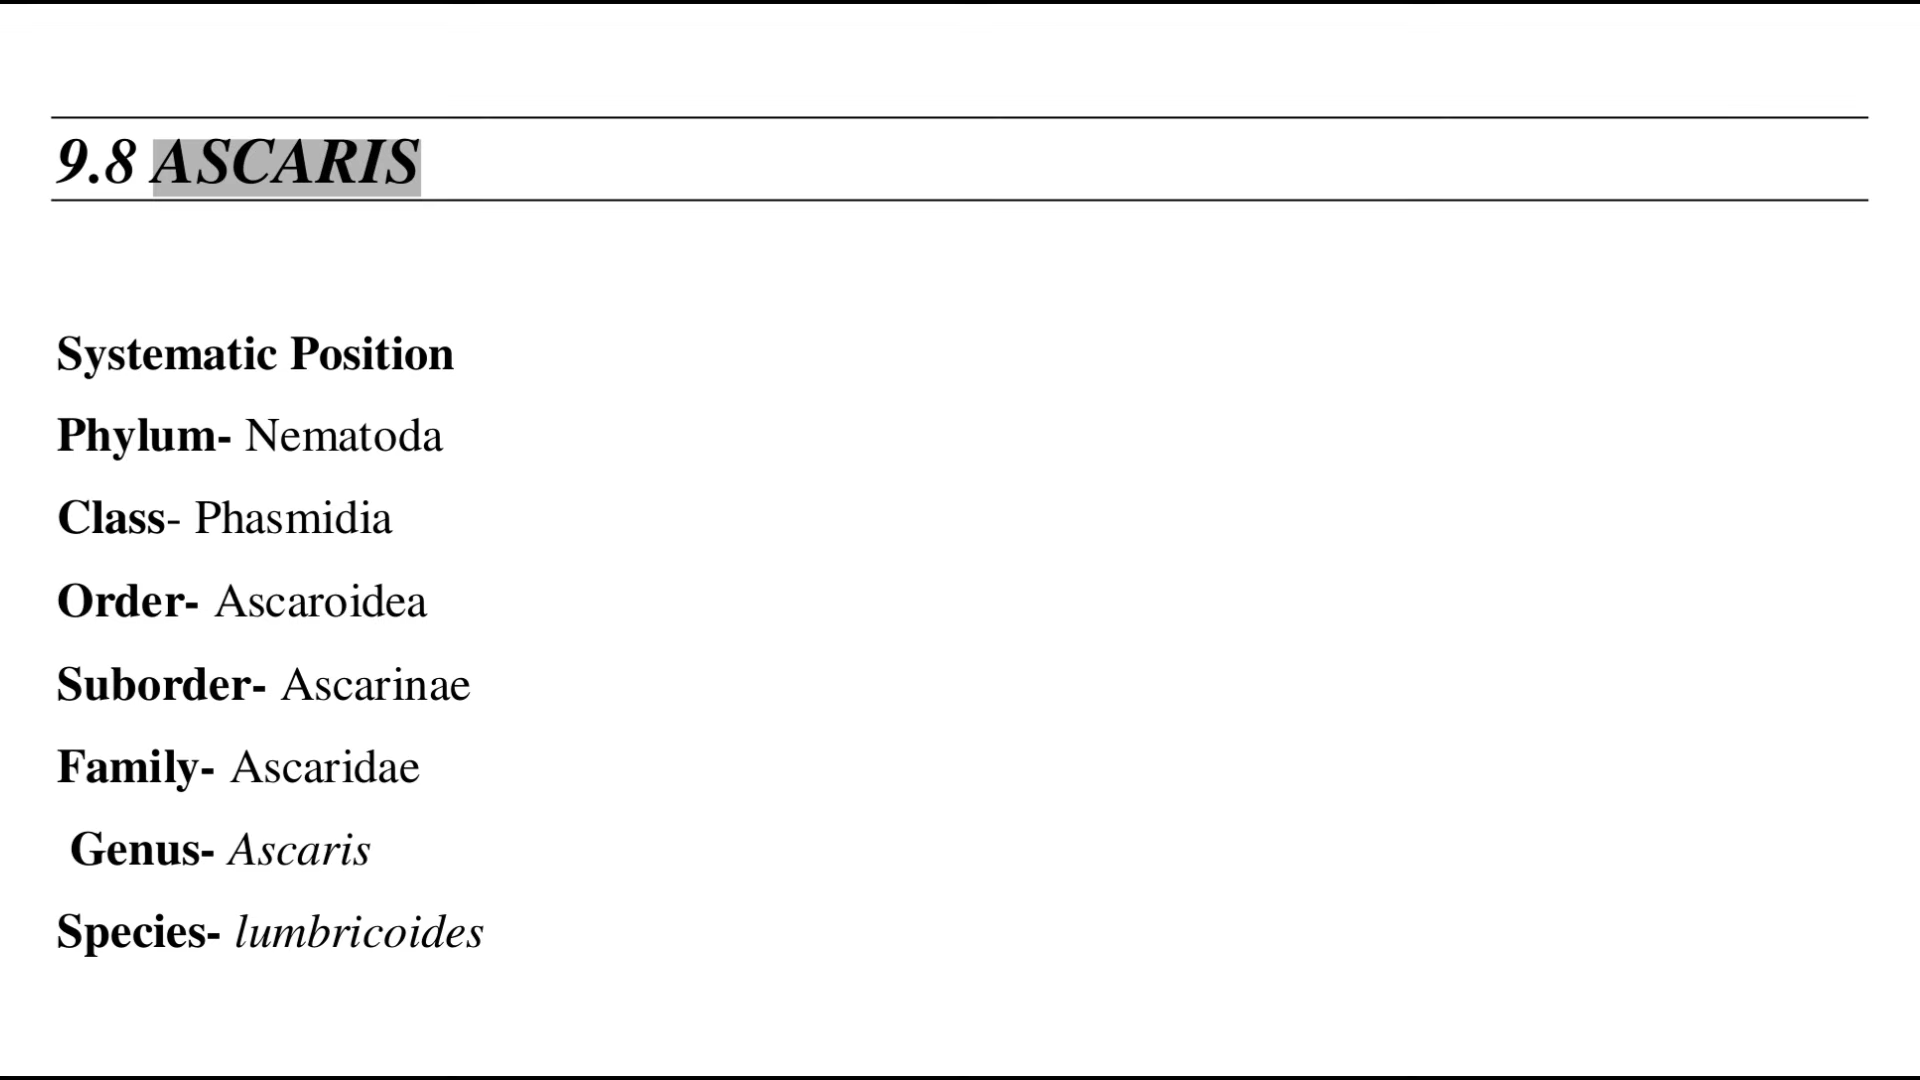 9.8 ASCARIS
Systematic Position
Phylum- Nematoda
Class- Phasmidia
Order- Ascaroidea
Suborder- Ascarinae
Family- Ascaridae
Genus- Ascaris
Species- lumbricoides